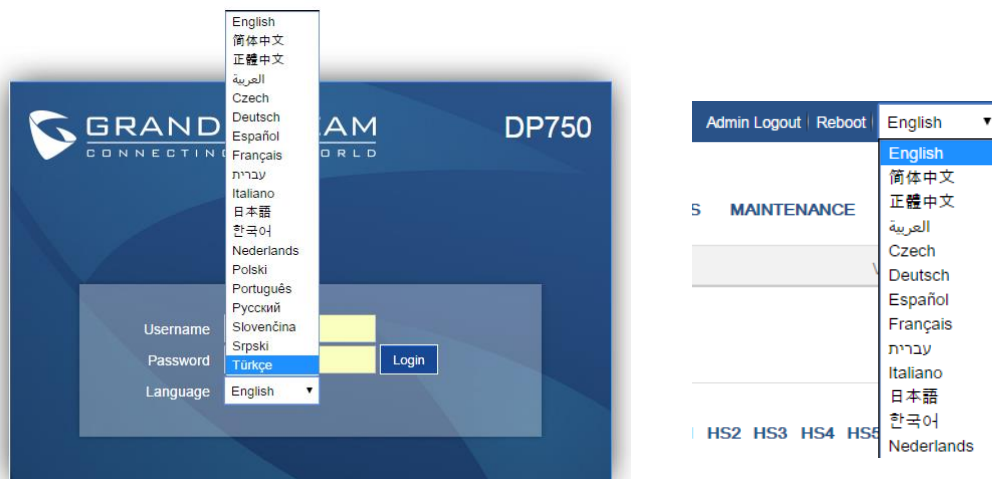 English
简体中文
正體中文
العربية
Czech
Deutsch
Español
Français
עברית
Italiano
日本語
한국어
Nederlands
Polski
Português
Русский
Slovenčina
Srpski
Türkçe
GRAND AM
CONNECTIN ORLD
DP750
Username
Password Login
Language English
Admin Logout Reboot English
S MAINTENANCE
HS2 HS3 HS4 HS5
English
简体中文
正體中文
العربية
Czech
Deutsch
Español
Français
עברית
Italiano
日本語
한국어
Nederlands